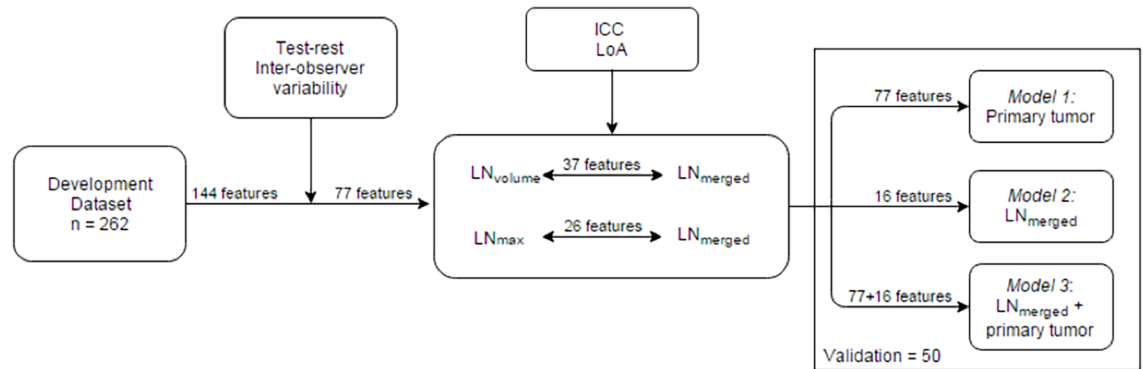 Test-rest
Inter-observer
variability
ICC
LoA
Development
Dataset
n = 262
144 features
77 features
LNvolume
37 features
LNmerged
LNmax
26 features
LNmerged
77 features
Model 1:
Primary tumor
16 features
Model 2:
LNmerged
77+16 features
Model 3:
LNmerged +
primary tumor
Validation = 50